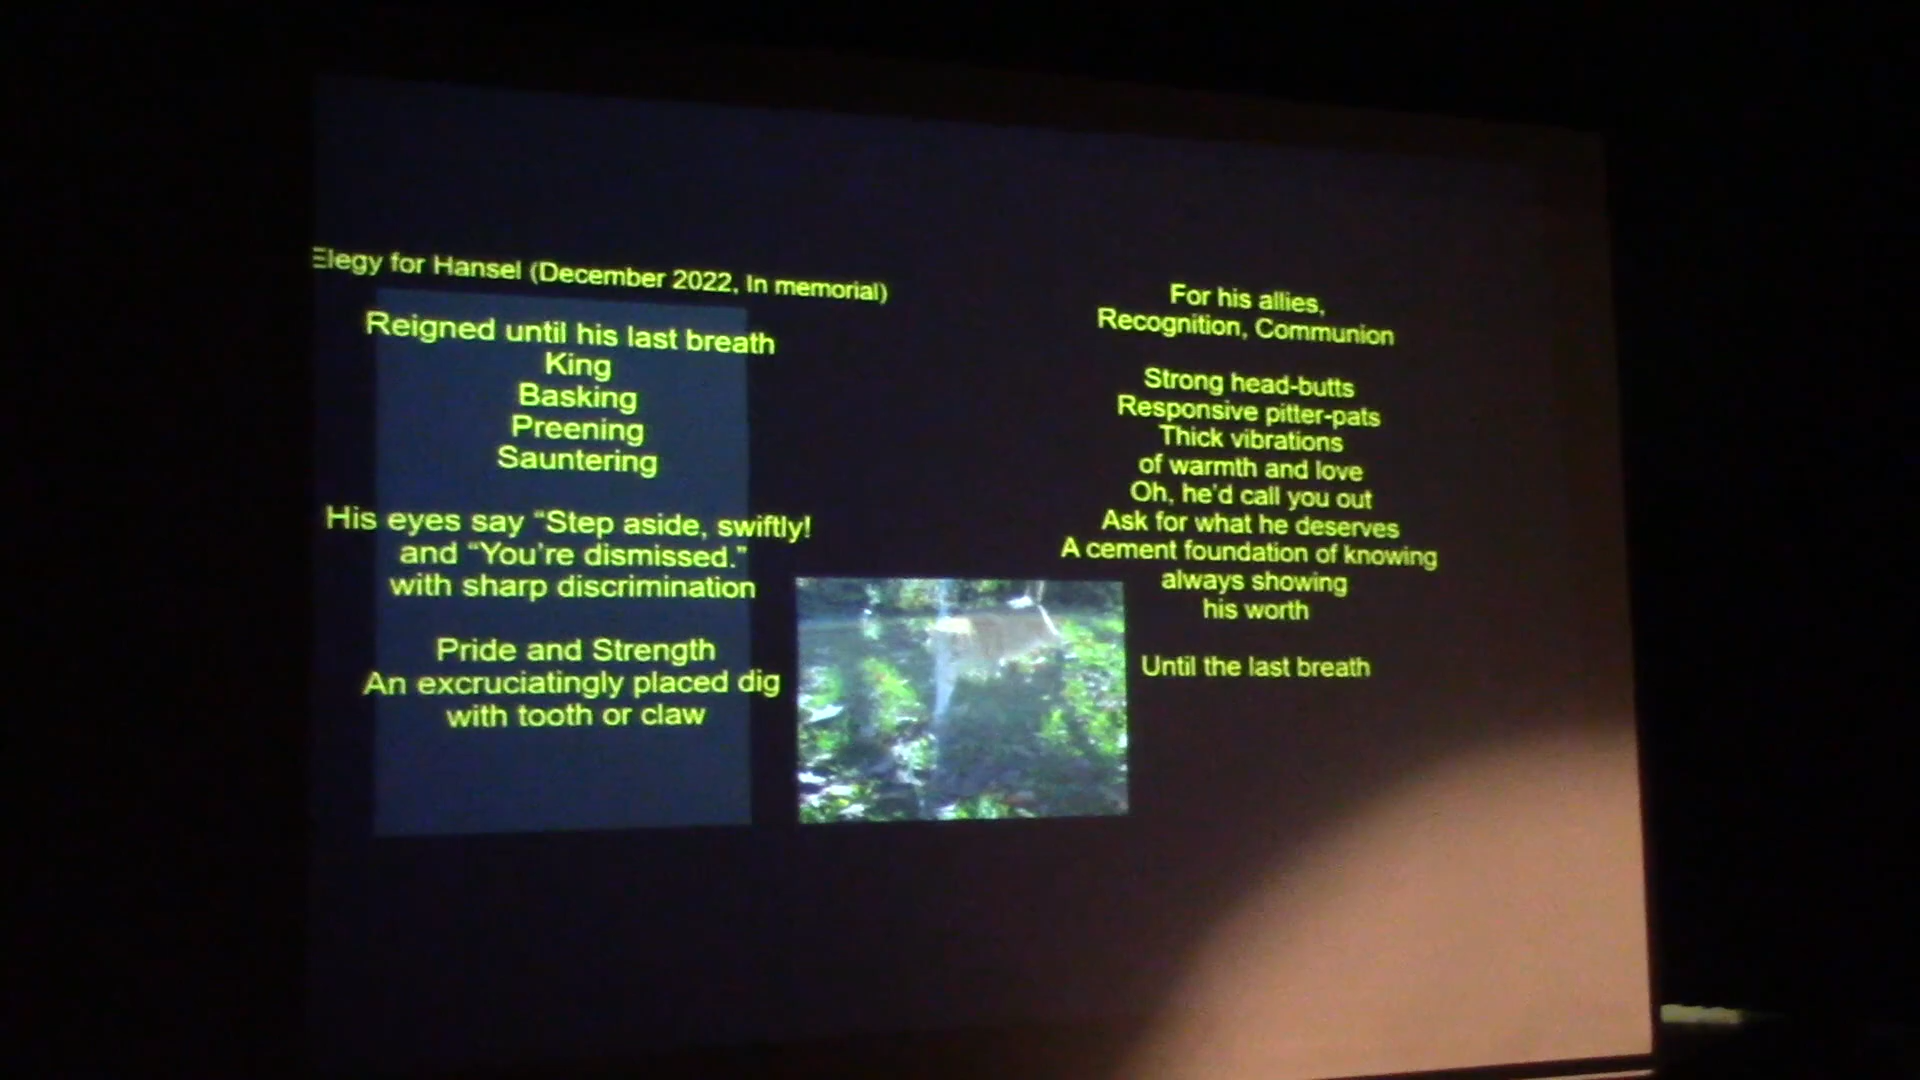 Elegy for Hansel (December 2022, In memorial)
Reigned until his last breath
King
Basking
Preening
Sauntering
His eyes say “Step aside, swiftly!
and “You’re dismissed.”
with sharp discrimination
Pride and Strength
An excruciatingly placed dig
with tooth or claw
For his allies,
Recognition, Communion
Strong head-butts
Responsive pitter-pats
Thick vibrations
of warmth and love
Oh, he’d call you out
Ask for what he deserves
A cement foundation of knowing
always showing
his worth
Until the last breath